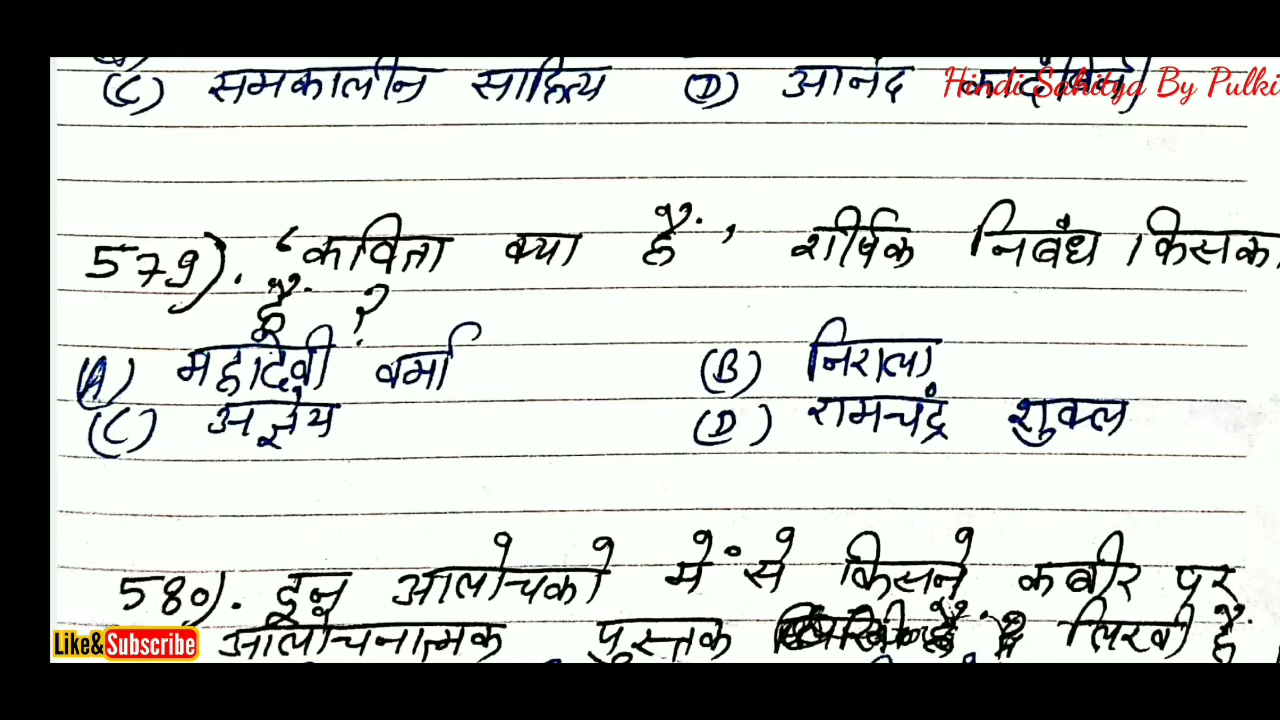 (C) समकालीन साहित्य (D) आनंद
Hindi Sahitya By Pulki
579). ‘कविता क्या है’ शीर्षक निबंध किसका
है ?
(A) महादेवी वर्मा (B) निराला
(C) अज्ञेय (D) रामचंद्र शुक्ल
580). इन आलोचको में से किसने कबीर पर
आलोचनात्मक पुस्तक लिखी है
Like& Subscribe